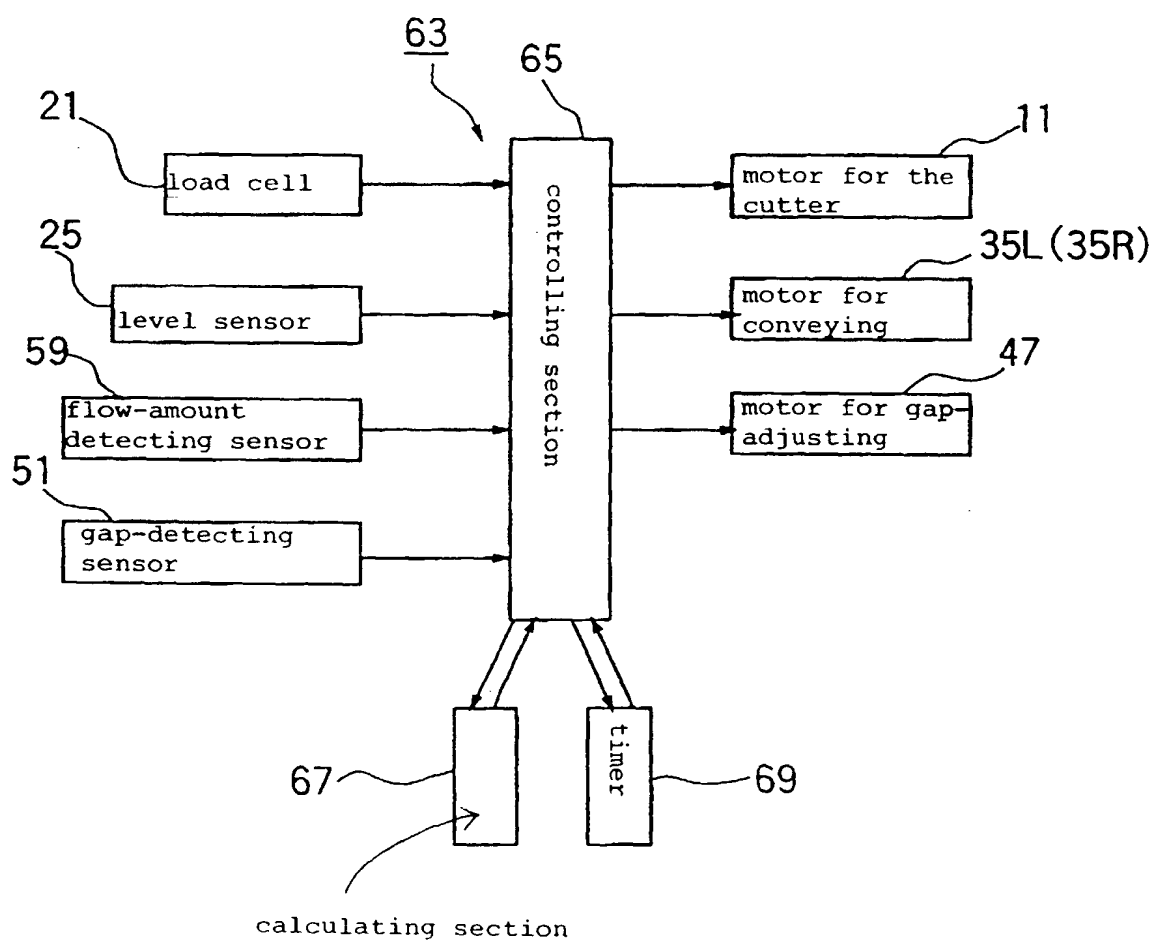 63
65
21
load cell
11
motor for the
cutter
25
level sensor
35L(35R)
motor for
conveying
59
flow-amount
detecting sensor
47
motor for gap-
adjusting
51
gap-detecting
sensor
controlling section
67
timer
69
calculating section